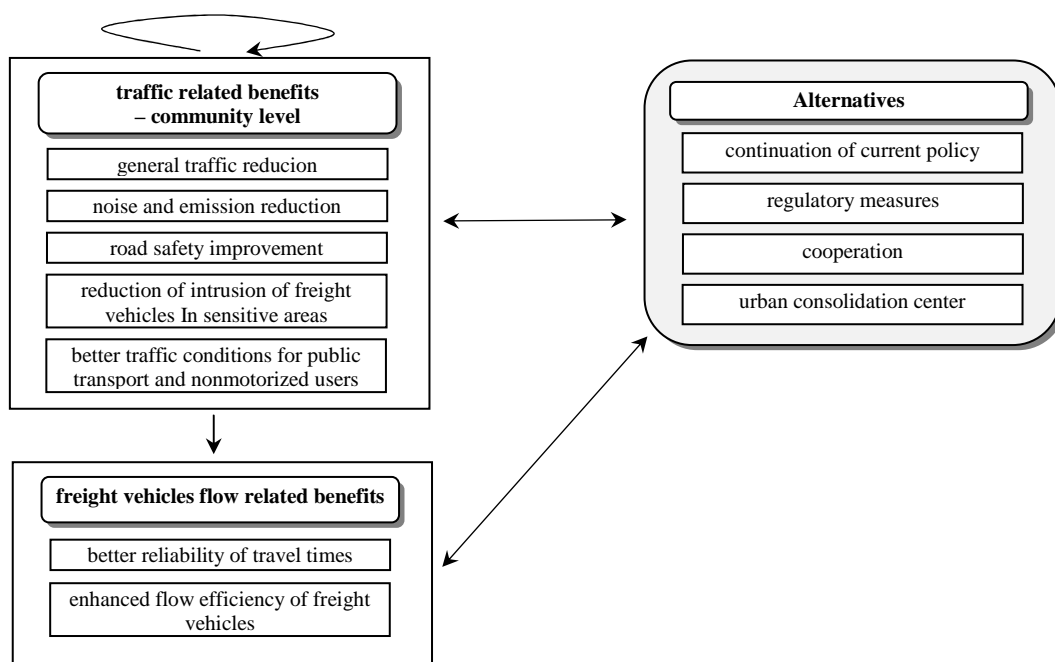 traffic related benefits
– community level
general traffic reducion
noise and emission reduction
road safety improvement
reduction of intrusion of freight
vehicles In sensitive areas
better traffic conditions for public
transport and nonmotorized users
freight vehicles flow related benefits
better reliability of travel times
enhanced flow efficiency of freight
vehicles
Alternatives
continuation of current policy
regulatory measures
cooperation
urban consolidation center